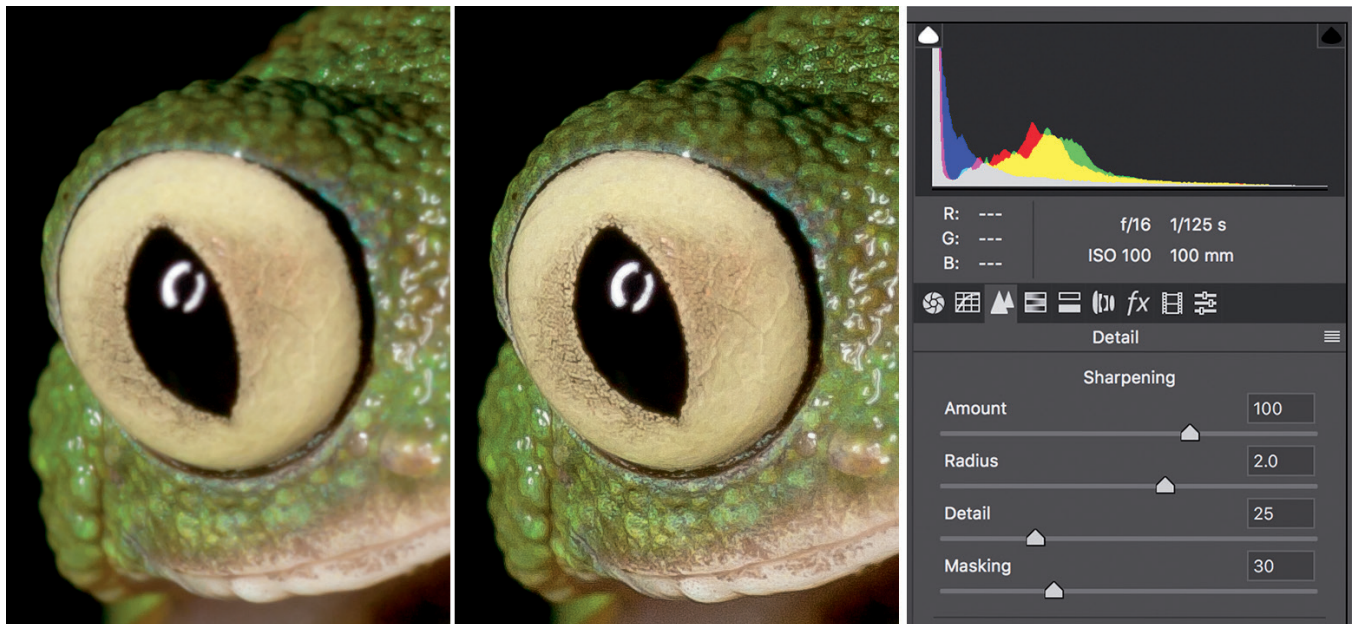 R: ---
G: ---
B: ---
f/16 1/125 s
ISO 100 100 mm
fx
Detail
Sharpening
Amount 100
Radius 2.0
Detail 25
Masking 30